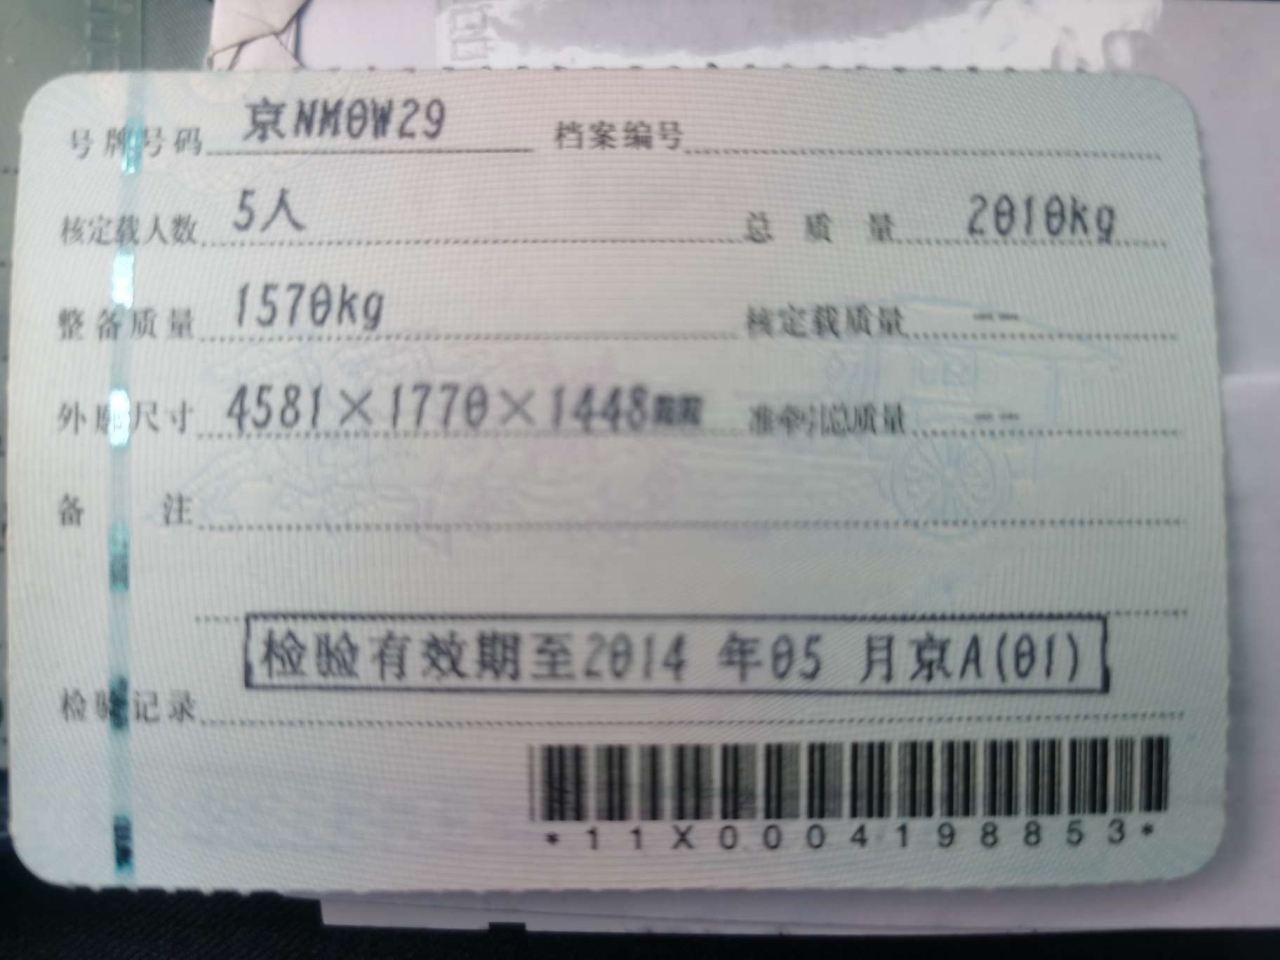 号牌号码 京NM0W29 档案编号
核定载人数 5人 总质量 2010kg
整备质量 1570kg 核定载质量 --
外廓尺寸 4581×1770×1448mm 准牵引总质量 --
备注
检验有效期至2014 年05 月京A(01)
检验记录
*11X0004198853*